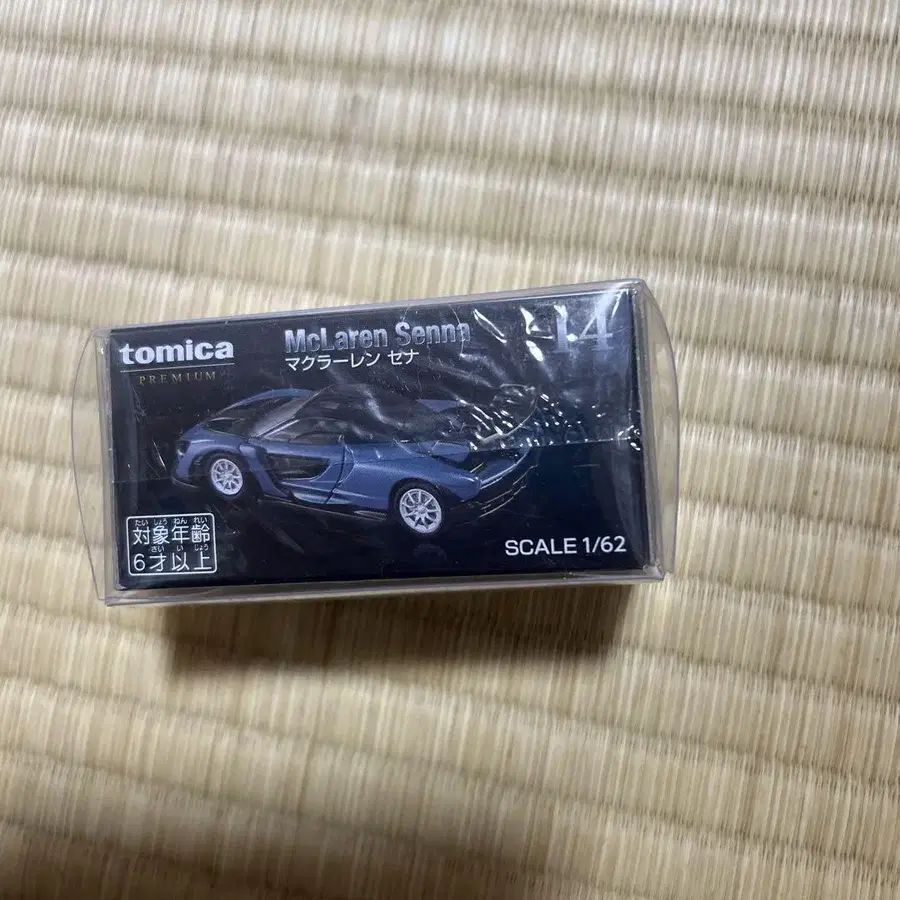 tomica
PREMIUM
McLaren Senna
マクラーレン セナ
14
たいしょうねんれい
対象年齢
さい いじょう
6才以上
SCALE 1/62